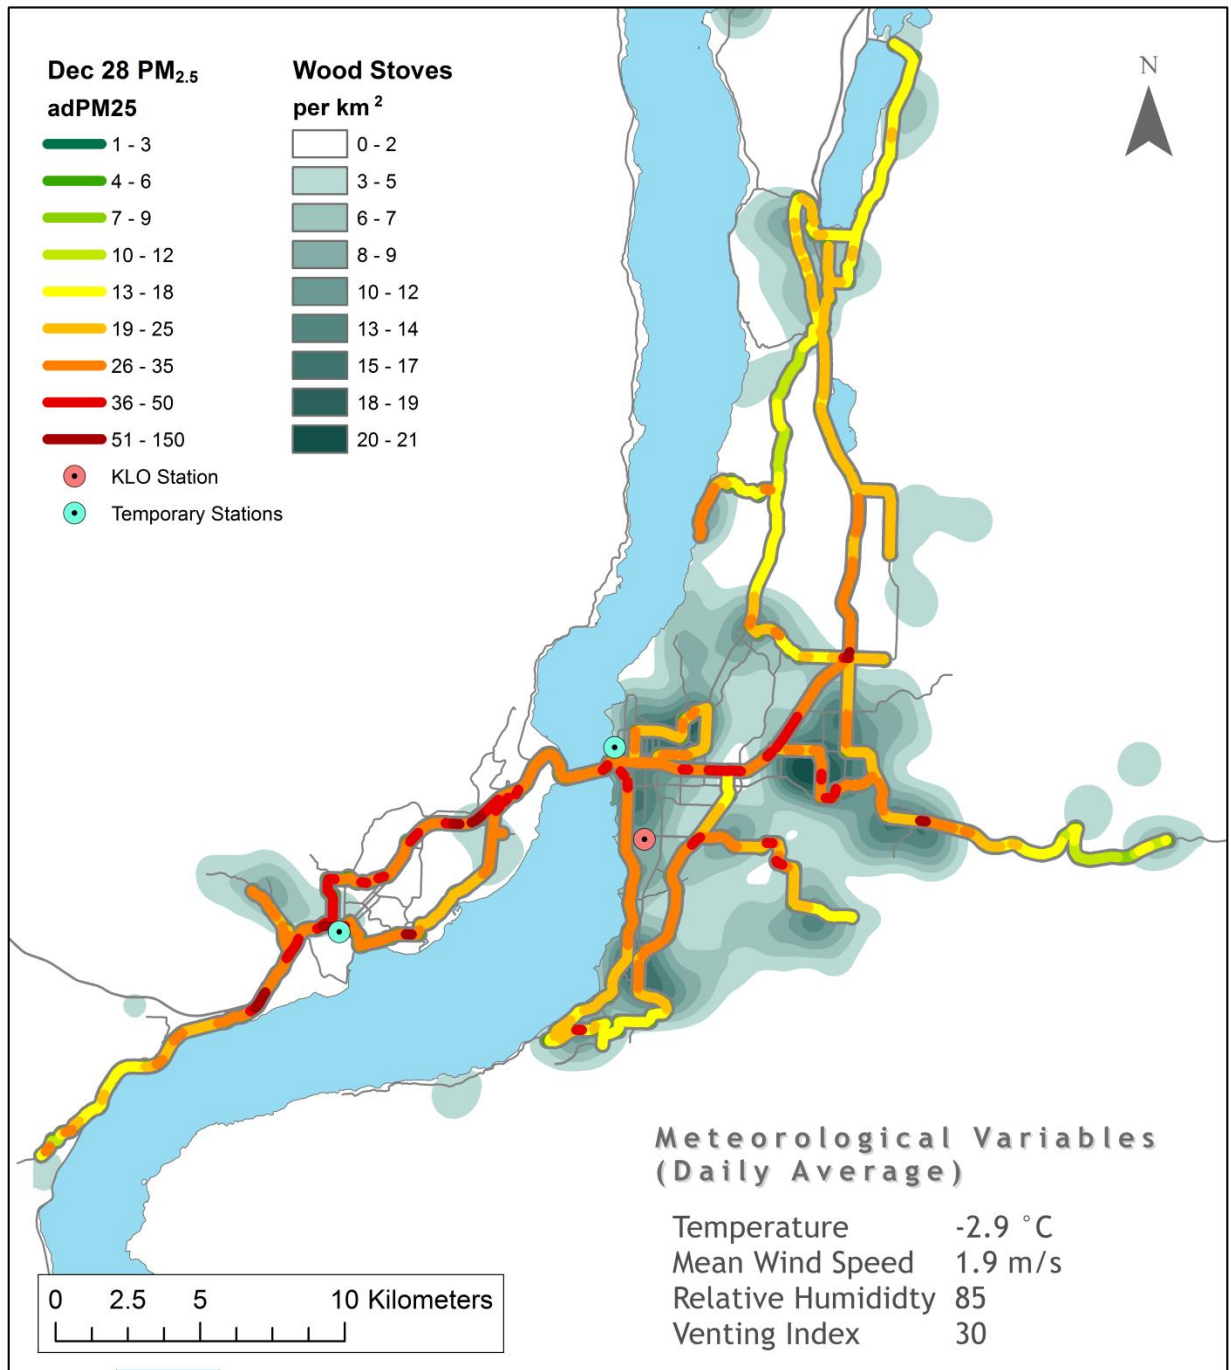 Dec 28 PM2.5
adPM25
1 - 3
4 - 6
7 - 9
10 - 12
13 - 18
19 - 25
26 - 35
36 - 50
51 - 150
KLO Station
Temporary Stations
Wood Stoves
per km 2
0 - 2
3 - 5
6 - 7
8 - 9
10 - 12
13 - 14
15 - 17
18 - 19
20 - 21
N
Meteorological Variables
(Daily Average)
Temperature -2.9 °C
Mean Wind Speed 1.9 m/s
Relative Humididty 85
Venting Index 30
0 2.5 5 10 Kilometers